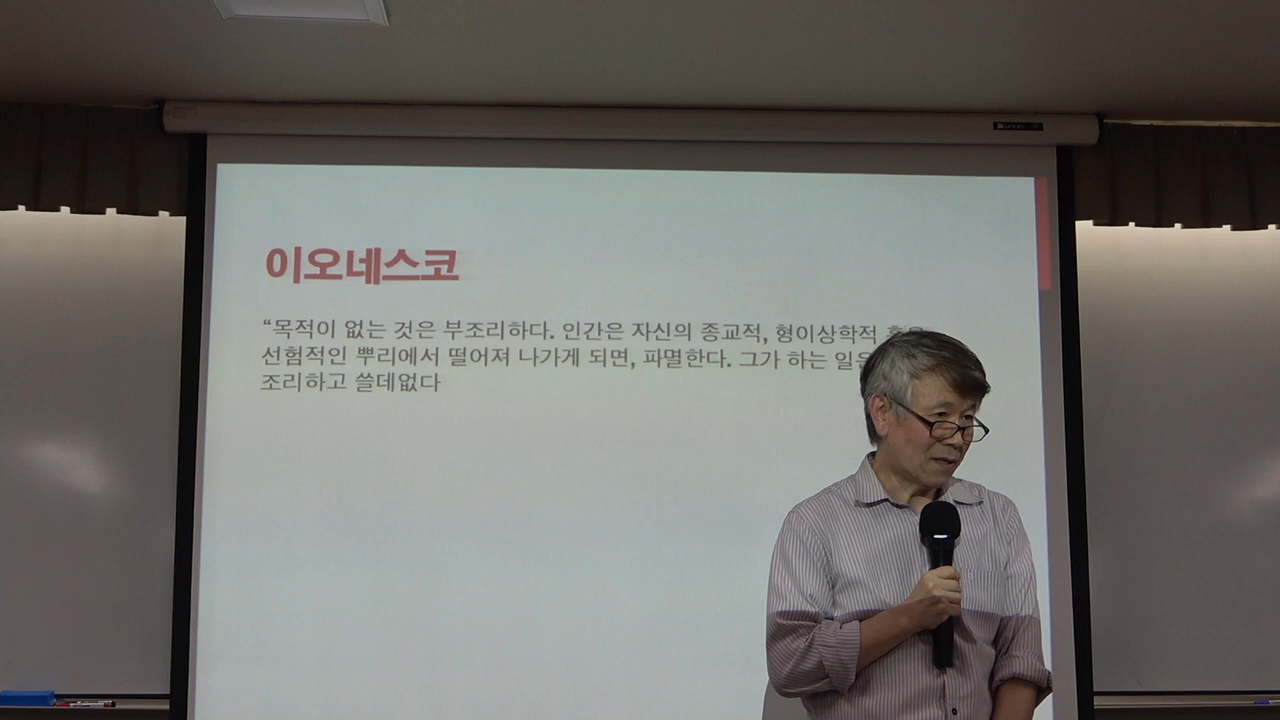 이오네스코
“목적이 없는 것은 부조리하다. 인간은 자신의 종교적, 형이상학적
선험적인 뿌리에서 떨어져 나가게 되면, 파멸한다. 그가 하는 일은
조리하고 쓸데없다